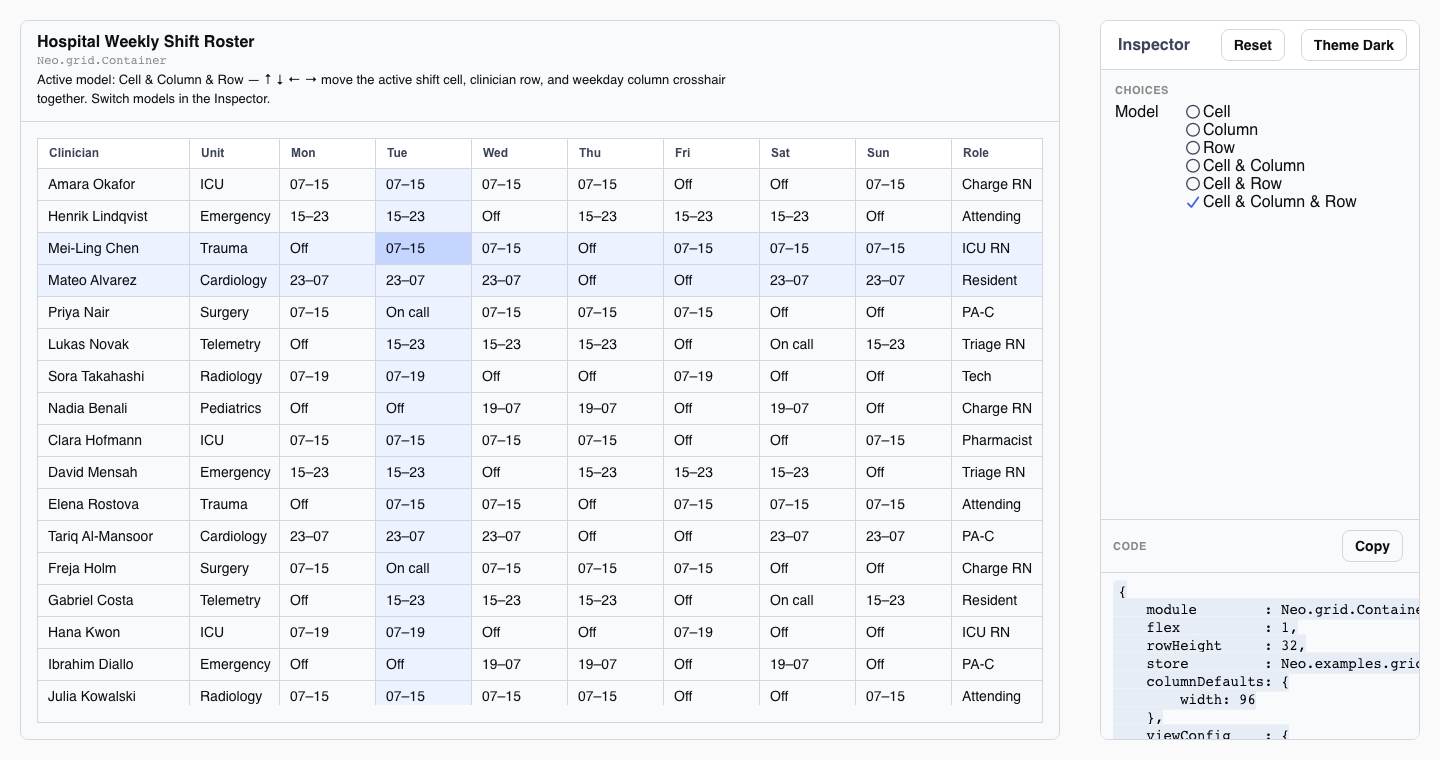 Hospital Weekly Shift Roster
Neo.grid.Container
Active model: Cell & Column & Row — ↑ ↓ ← → move the active shift cell, clinician row, and weekday column crosshair
together. Switch models in the Inspector.
Clinician Unit Mon Tue Wed Thu Fri Sat Sun Role
Amara Okafor ICU 07–15 07–15 07–15 07–15 Off Off 07–15 Charge RN
Henrik Lindqvist Emergency 15–23 15–23 Off 15–23 15–23 15–23 Off Attending
Mei-Ling Chen Trauma Off 07–15 07–15 Off 07–15 07–15 07–15 ICU RN
Mateo Alvarez Cardiology 23–07 23–07 23–07 Off Off 23–07 23–07 Resident
Priya Nair Surgery 07–15 On call 07–15 07–15 07–15 Off Off PA-C
Lukas Novak Telemetry Off 15–23 15–23 15–23 Off On call 15–23 Triage RN
Sora Takahashi Radiology 07–19 07–19 Off Off 07–19 Off Off Tech
Nadia Benali Pediatrics Off Off 19–07 19–07 Off 19–07 Off Charge RN
Clara Hofmann ICU 07–15 07–15 07–15 07–15 Off Off 07–15 Pharmacist
David Mensah Emergency 15–23 15–23 Off 15–23 15–23 15–23 Off Triage RN
Elena Rostova Trauma Off 07–15 07–15 Off 07–15 07–15 07–15 Attending
Tariq Al-Mansoor Cardiology 23–07 23–07 23–07 Off Off 23–07 23–07 PA-C
Freja Holm Surgery 07–15 On call 07–15 07–15 07–15 Off Off Charge RN
Gabriel Costa Telemetry Off 15–23 15–23 15–23 Off On call 15–23 Resident
Hana Kwon ICU 07–19 07–19 Off Off 07–19 Off Off ICU RN
Ibrahim Diallo Emergency Off Off 19–07 19–07 Off 19–07 Off PA-C
Julia Kowalski Radiology 07–15 07–15 07–15 07–15 Off Off 07–15 Attending
Inspector Reset Theme Dark
CHOICES
Model
Cell
Column
Row
Cell & Column
Cell & Row
Cell & Column & Row
CODE Copy
{
module : Neo.grid.Containe
flex : 1,
rowHeight : 32,
store : Neo.examples.grid
columnDefaults: {
width: 96
},
viewConfig : {